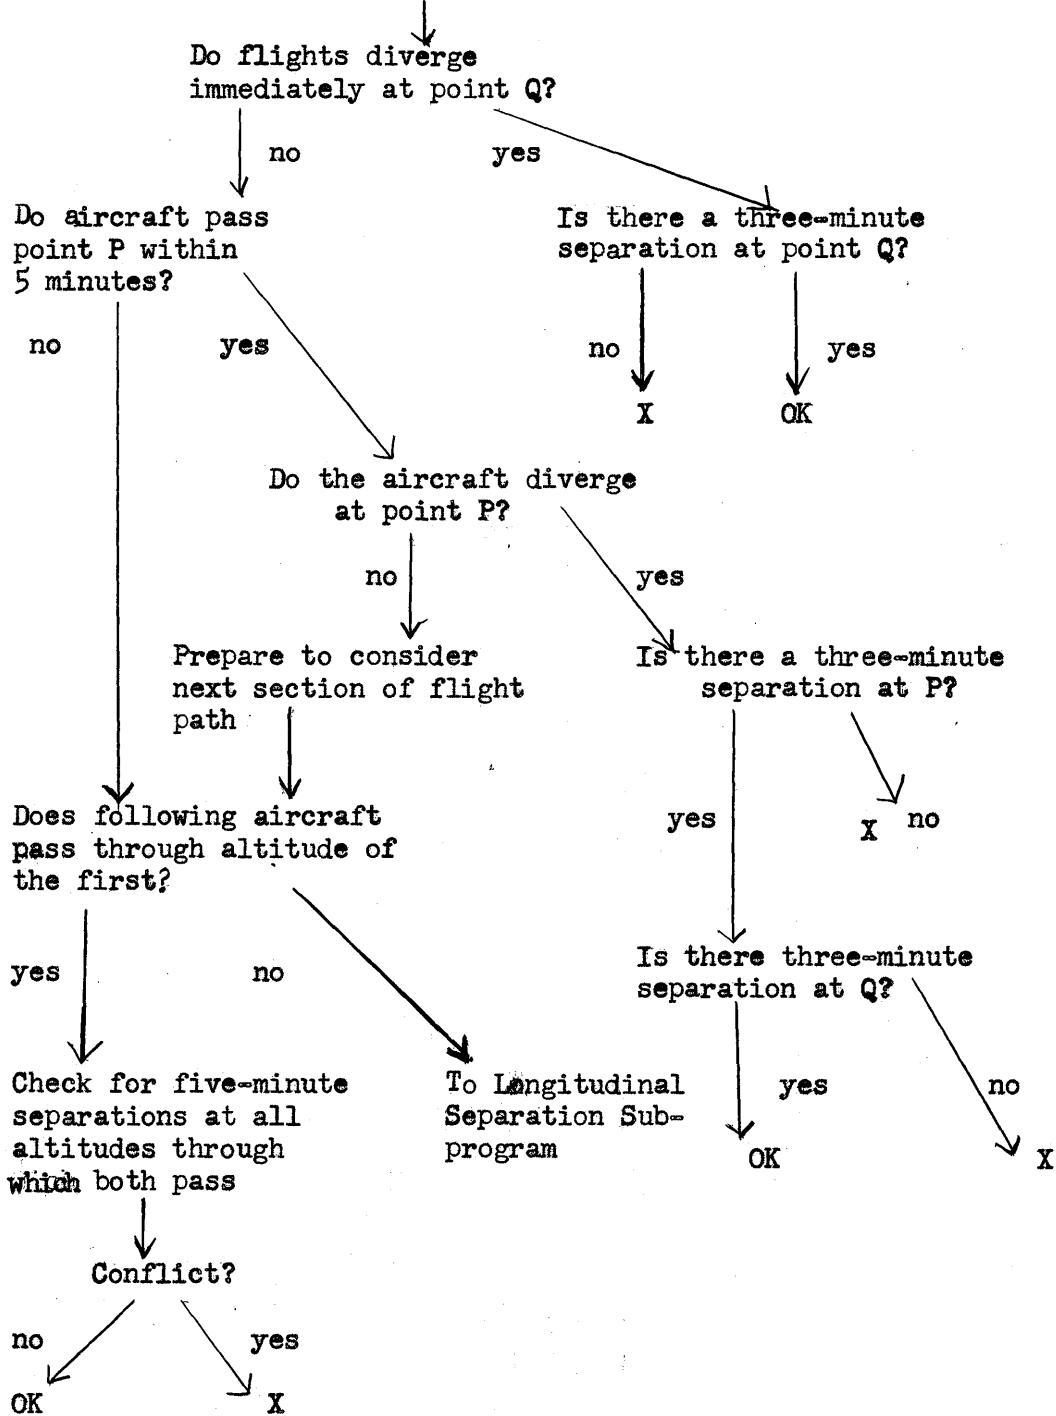 Do flights diverge
immediately at point Q?
no
yes
Do aircraft pass
point P within
5 minutes?
Is there a three-minute
separation at point Q?
no
yes
no
yes
X
OK
Do the aircraft diverge
at point P?
no
yes
Prepare to consider
next section of flight
path
Is there a three-minute
separation at P?
Does following aircraft
pass through altitude of
the first?
yes
X
no
yes
no
Is there three-minute
separation at Q?
Check for five-minute
separations at all
altitudes through
which both pass
To Longitudinal
Separation Sub-
program
yes
no
OK
X
Conflict?
no
yes
OK
X